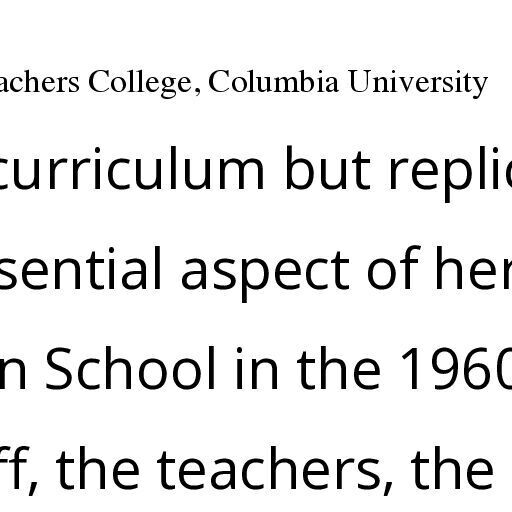 achers College, Columbia University
curriculum but replic
sential aspect of her
n School in the 1960
ff, the teachers, the